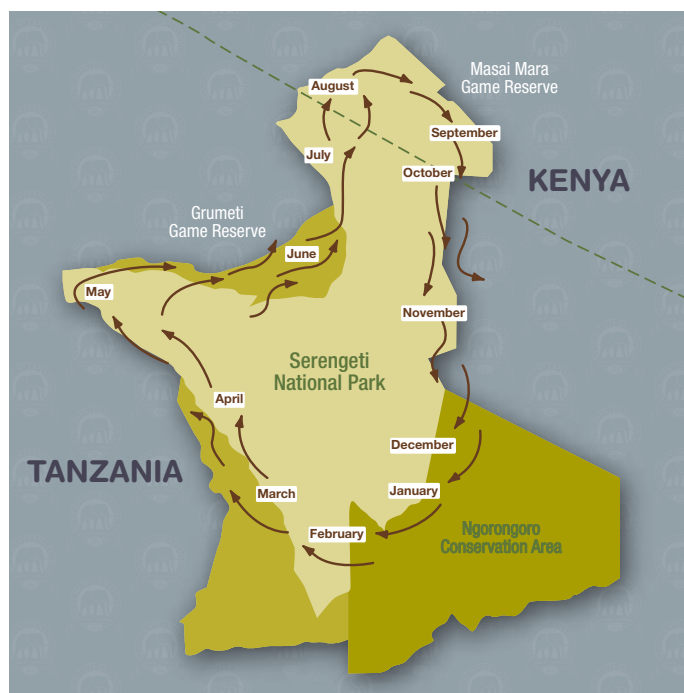 Masai Mara
Game Reserve
August
September
July
October
KENYA
Grumeti
Game Reserve
June
May
November
Serengeti
National Park
April
December
TANZANIA
March
January
February
Ngorongoro
Conservation Area